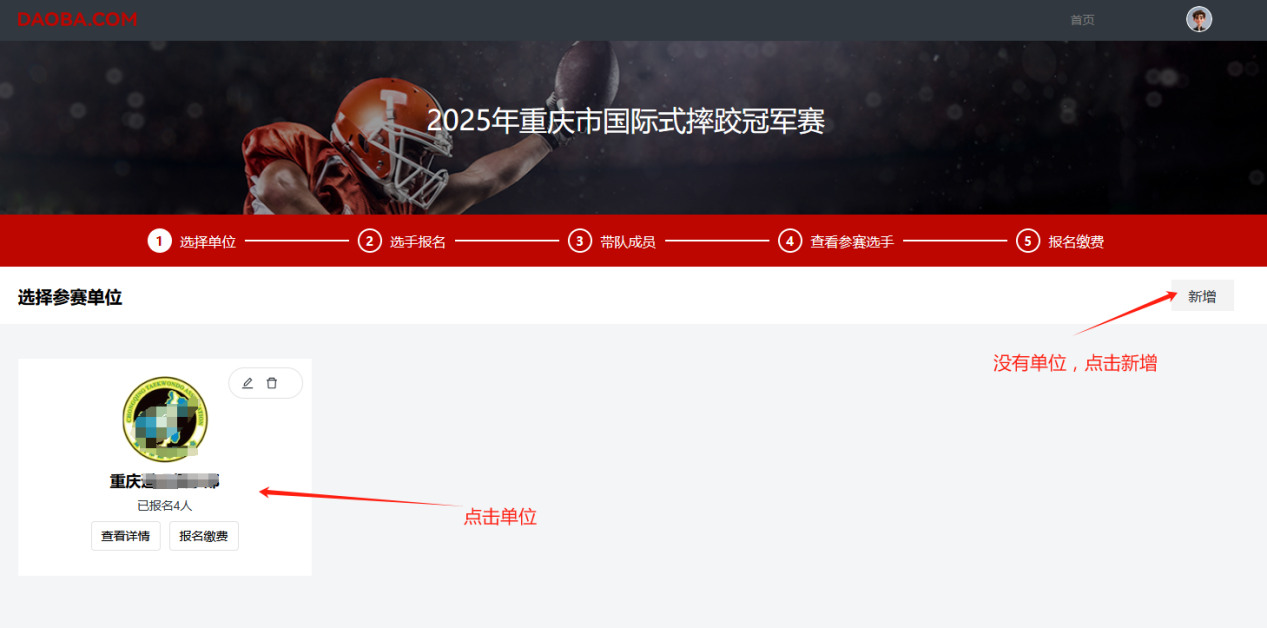 DAOBA.COM
首页
2025年重庆市国际式摔跤冠军赛
1 选择单位 2 选手报名 3 带队成员 4 查看参赛选手 5 报名缴费
选择参赛单位
新增
没有单位，点击新增
CHONGQING TAEKWONDO ASSOCIATION
重庆
已报名4人
点击单位
查看详情 报名缴费